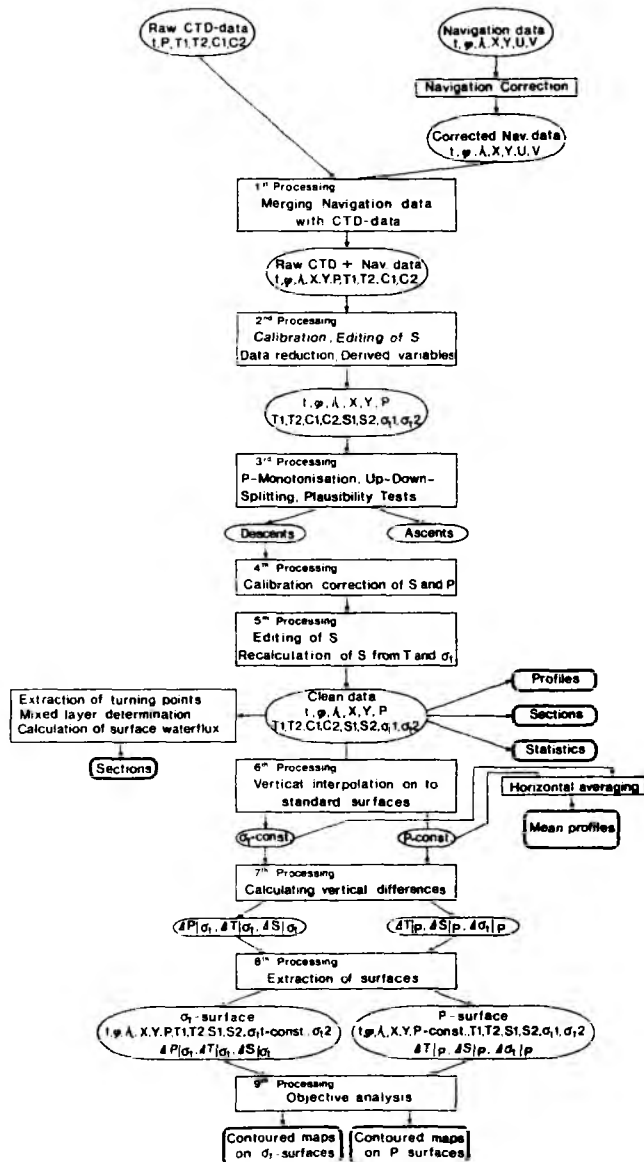 Raw CTD-data
t,P,T1,T2,C1,C2
Navigation data
t,φ,λ,X,Y,U,V
Navigation Correction
Corrected Nav. data
t,φ,λ,X,Y,U,V
1st Processing
Merging Navigation data
with CTD-data
Raw CTD + Nav. data
t,φ,λ,X,Y,P,T1,T2,C1,C2
2nd Processing
Calibration, Editing of S
Data reduction, Derived variables
t,φ,λ,X,Y,P
T1,T2,C1,C2,S1,S2,σt1,σt2
3rd Processing
P-Monotonisation, Up-Down-
Splitting, Plausibility Tests
Descents
Ascents
4th Processing
Calibration correction of S and P
5th Processing
Editing of S
Recalculation of S from T and σt
Clean data
t,φ,λ,X,Y,P
T1,T2,C1,C2,S1,S2,σt1,σt2
Profiles
Sections
Statistics
Extraction of turning points
Mixed layer determination
Calculation of surface waterflux
Sections
6th Processing
Vertical interpolation on to
standard surfaces
Horizontal averaging
Mean profiles
σt-const.
P-const.
7th Processing
Calculating vertical differences
ΔP|σt, ΔT|σt, ΔS|σt
ΔT|P, ΔS|P, Δσt|P
8th Processing
Extraction of surfaces
σt-surface
t,φ,λ,X,Y,P,T1,T2 S1,S2,σt1-const.,σt2
ΔP|σt, ΔT|σt, ΔS|σt
P-surface
t,φ,λ,X,Y,P-const.,T1,T2,S1,S2,σt1,σt2
ΔT|P, ΔS|P, Δσt|P
9th Processing
Objective analysis
Contoured maps
on σt-surfaces
Contoured maps
on P surfaces